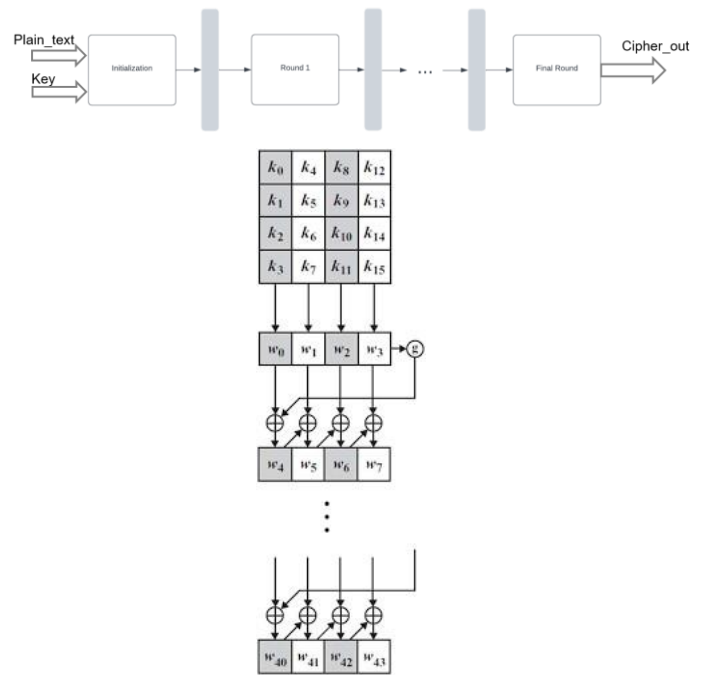 Plain_text
Cipher_out
Initialization
Round 1
...
Final Round
Key
k0 k4 k8 k12
k1 k5 k9 k13
k2 k6 k10 k14
k3 k7 k11 k15
w0 w1 w2 w3 g
w4 w5 w6 w7
w40 w41 w42 w43